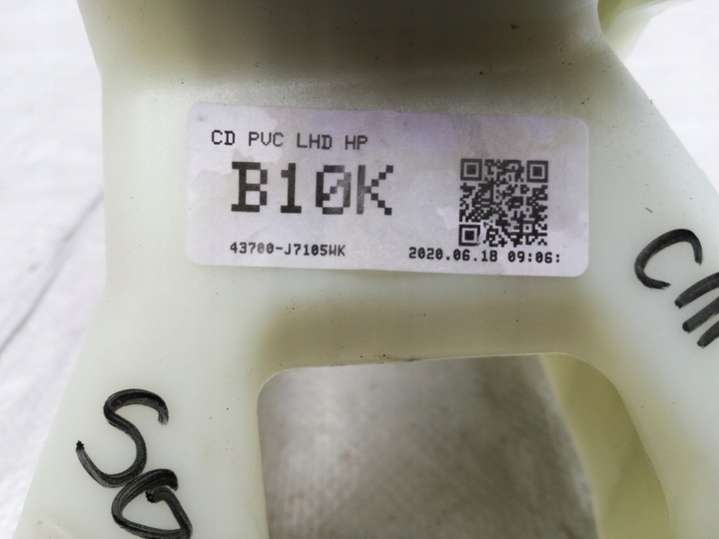 CD PVC LHD HP
B10K
43700-J7105WK
2020.06.18 09:06: